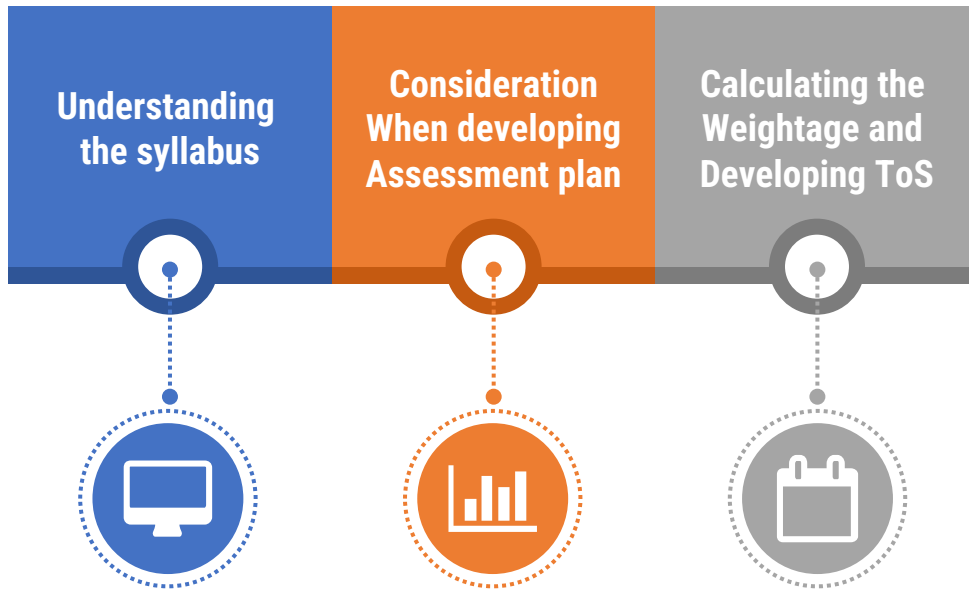 Understanding
the syllabus
Consideration
When developing
Assessment plan
Calculating the
Weightage and
Developing ToS